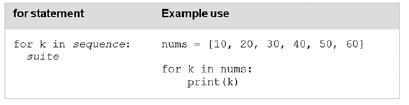 for statement    Example use
for k in sequence:    nums = [10, 20, 30, 40, 50, 60]
  suite
for k in nums:
    print(k)